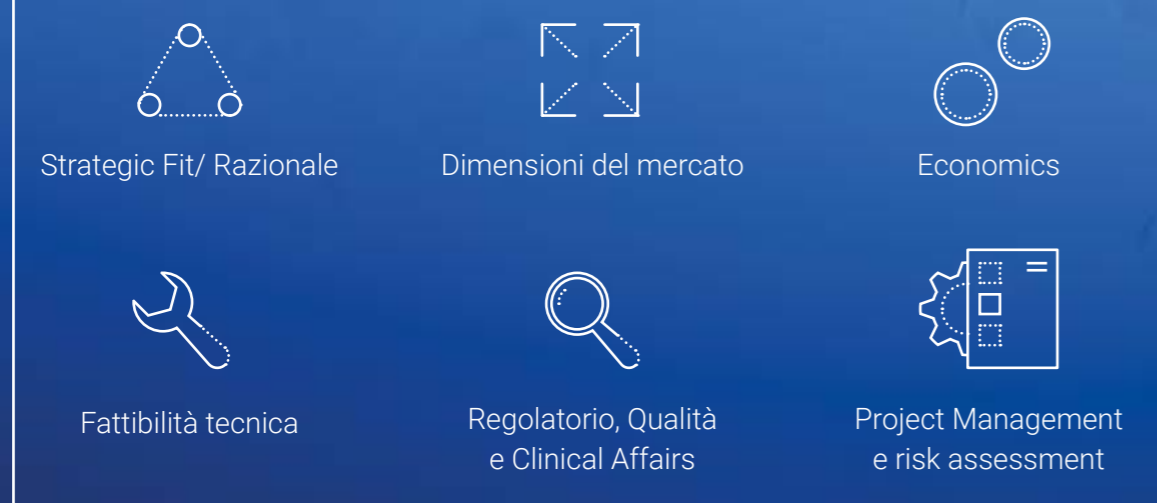 Strategic Fit/ Razionale
Dimensioni del mercato
Economics
Fattibilità tecnica
Regolatorio, Qualità
e Clinical Affairs
Project Management
e risk assessment